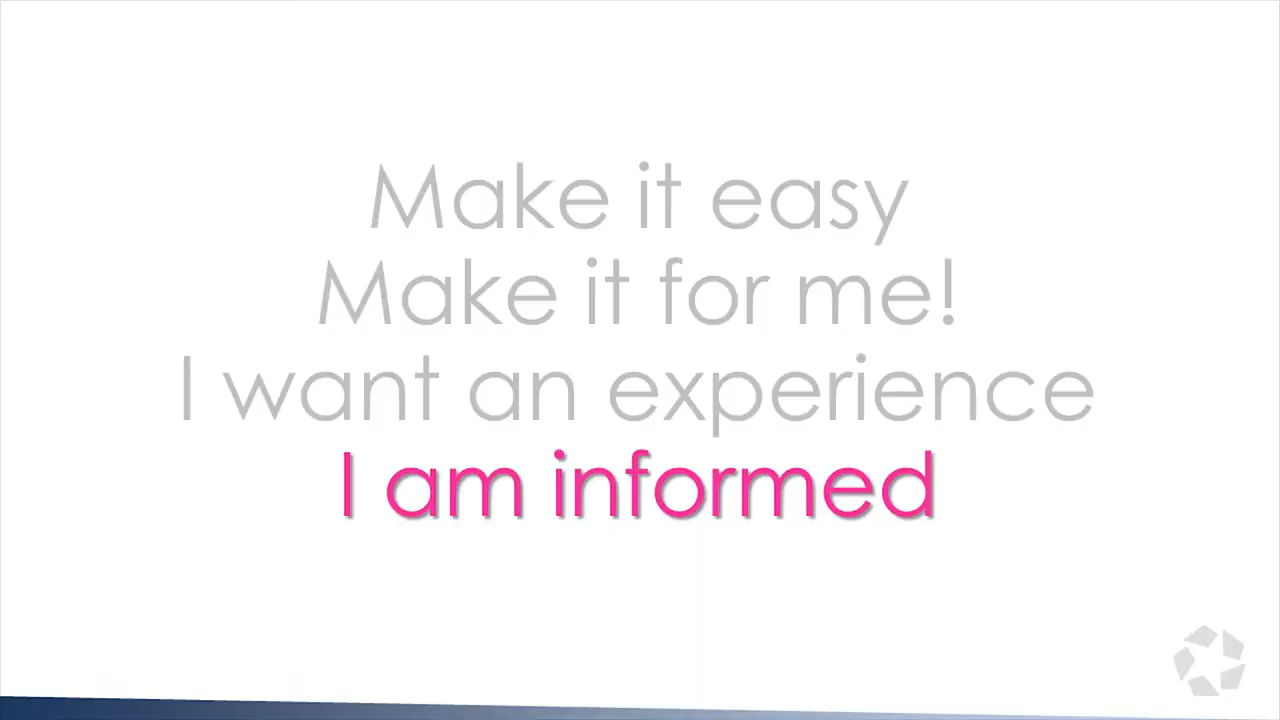 Make it easy
Make it for me!
I want an experience
I am informed